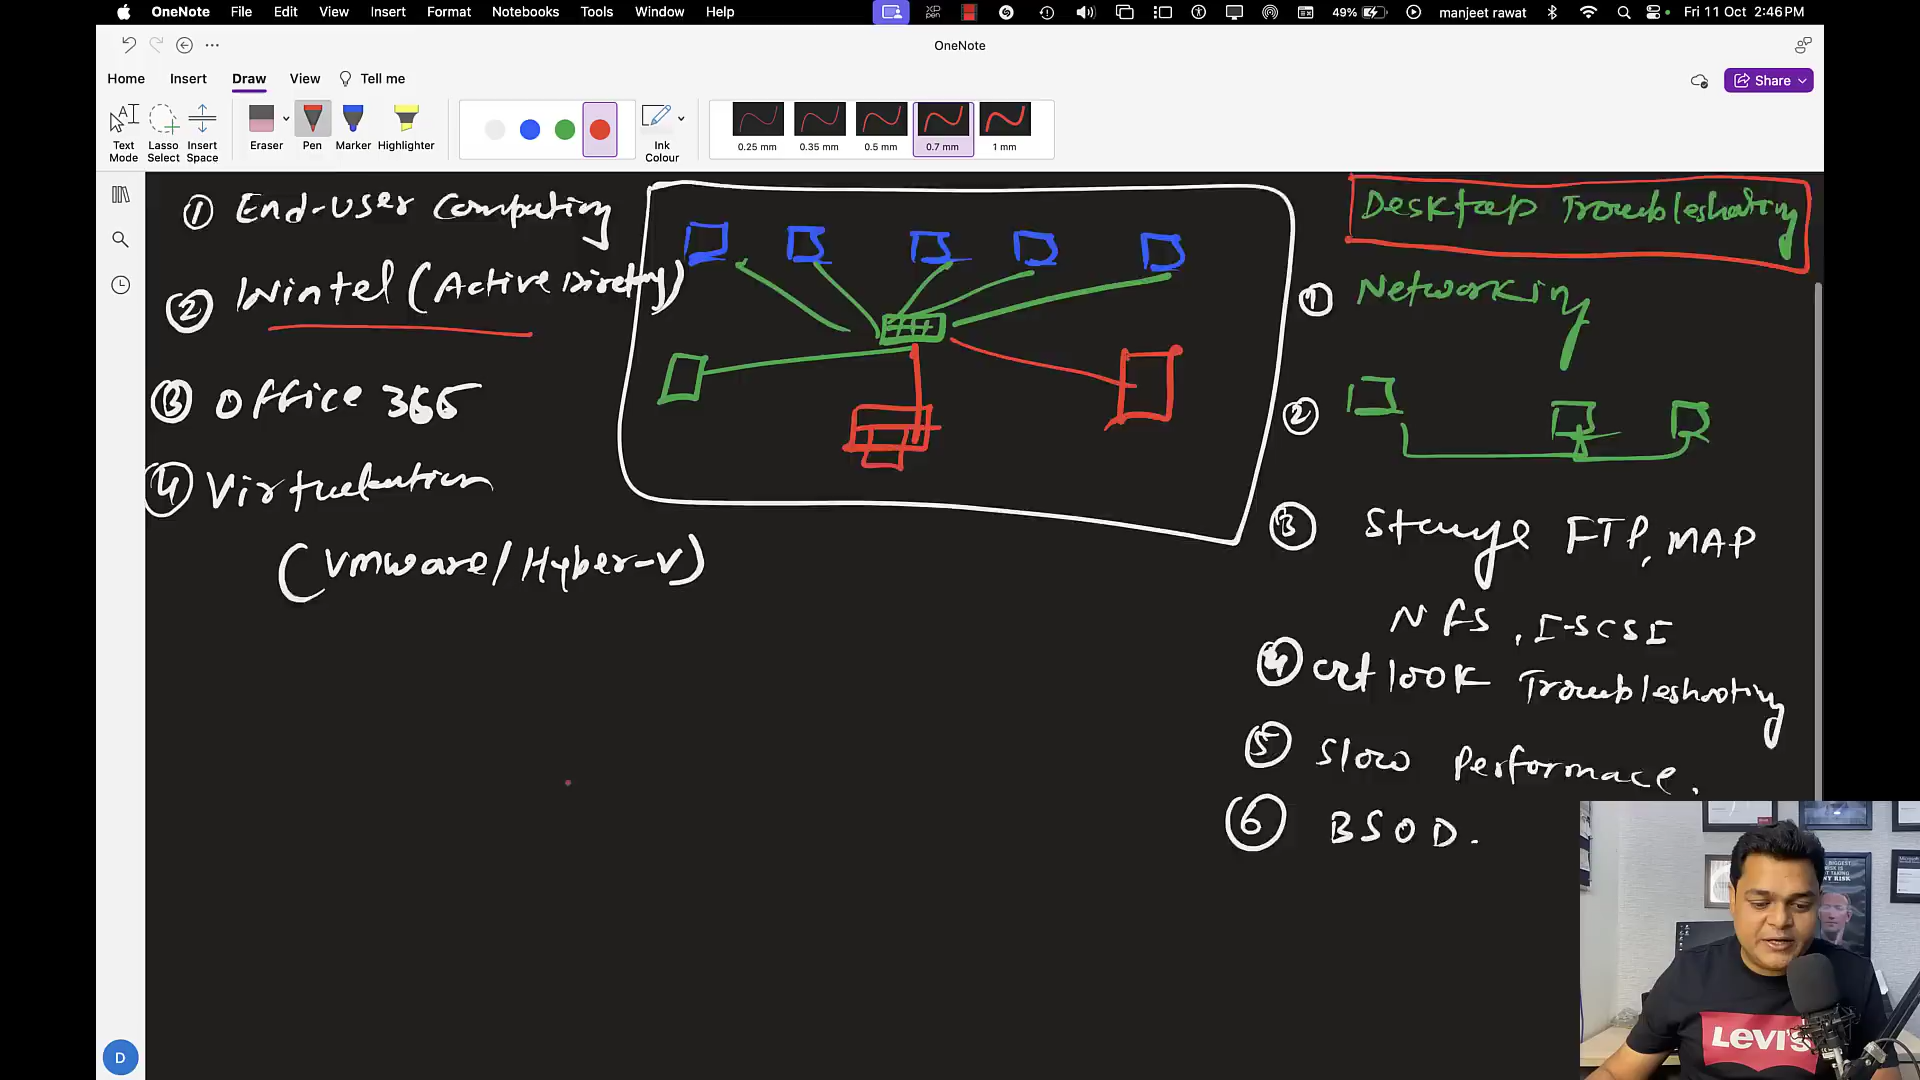 OneNote File Edit View Insert Format Notebooks Tools Window Help
49% manjeet rawat Fri 11 Oct 2:46 PM
OneNote
Home Insert Draw View Tell me
Share
Text Mode
Lasso Select
Insert Space
Eraser
Pen
Marker
Highlighter
Ink Colour
0.25 mm 0.35 mm 0.5 mm 0.7 mm 1 mm
① End-User Computing
② Wintel (Active Directory)
③ Office 365
④ Virtualization
(Vmware/Hyber-V)
Desktop Troubleshooting
① Networking
②
③ Storage FTP, MAP
NFS, I-SCSI
④ outlook Troubleshooting
⑤ Slow Performace.
⑥ BSOD.
D
Levi's